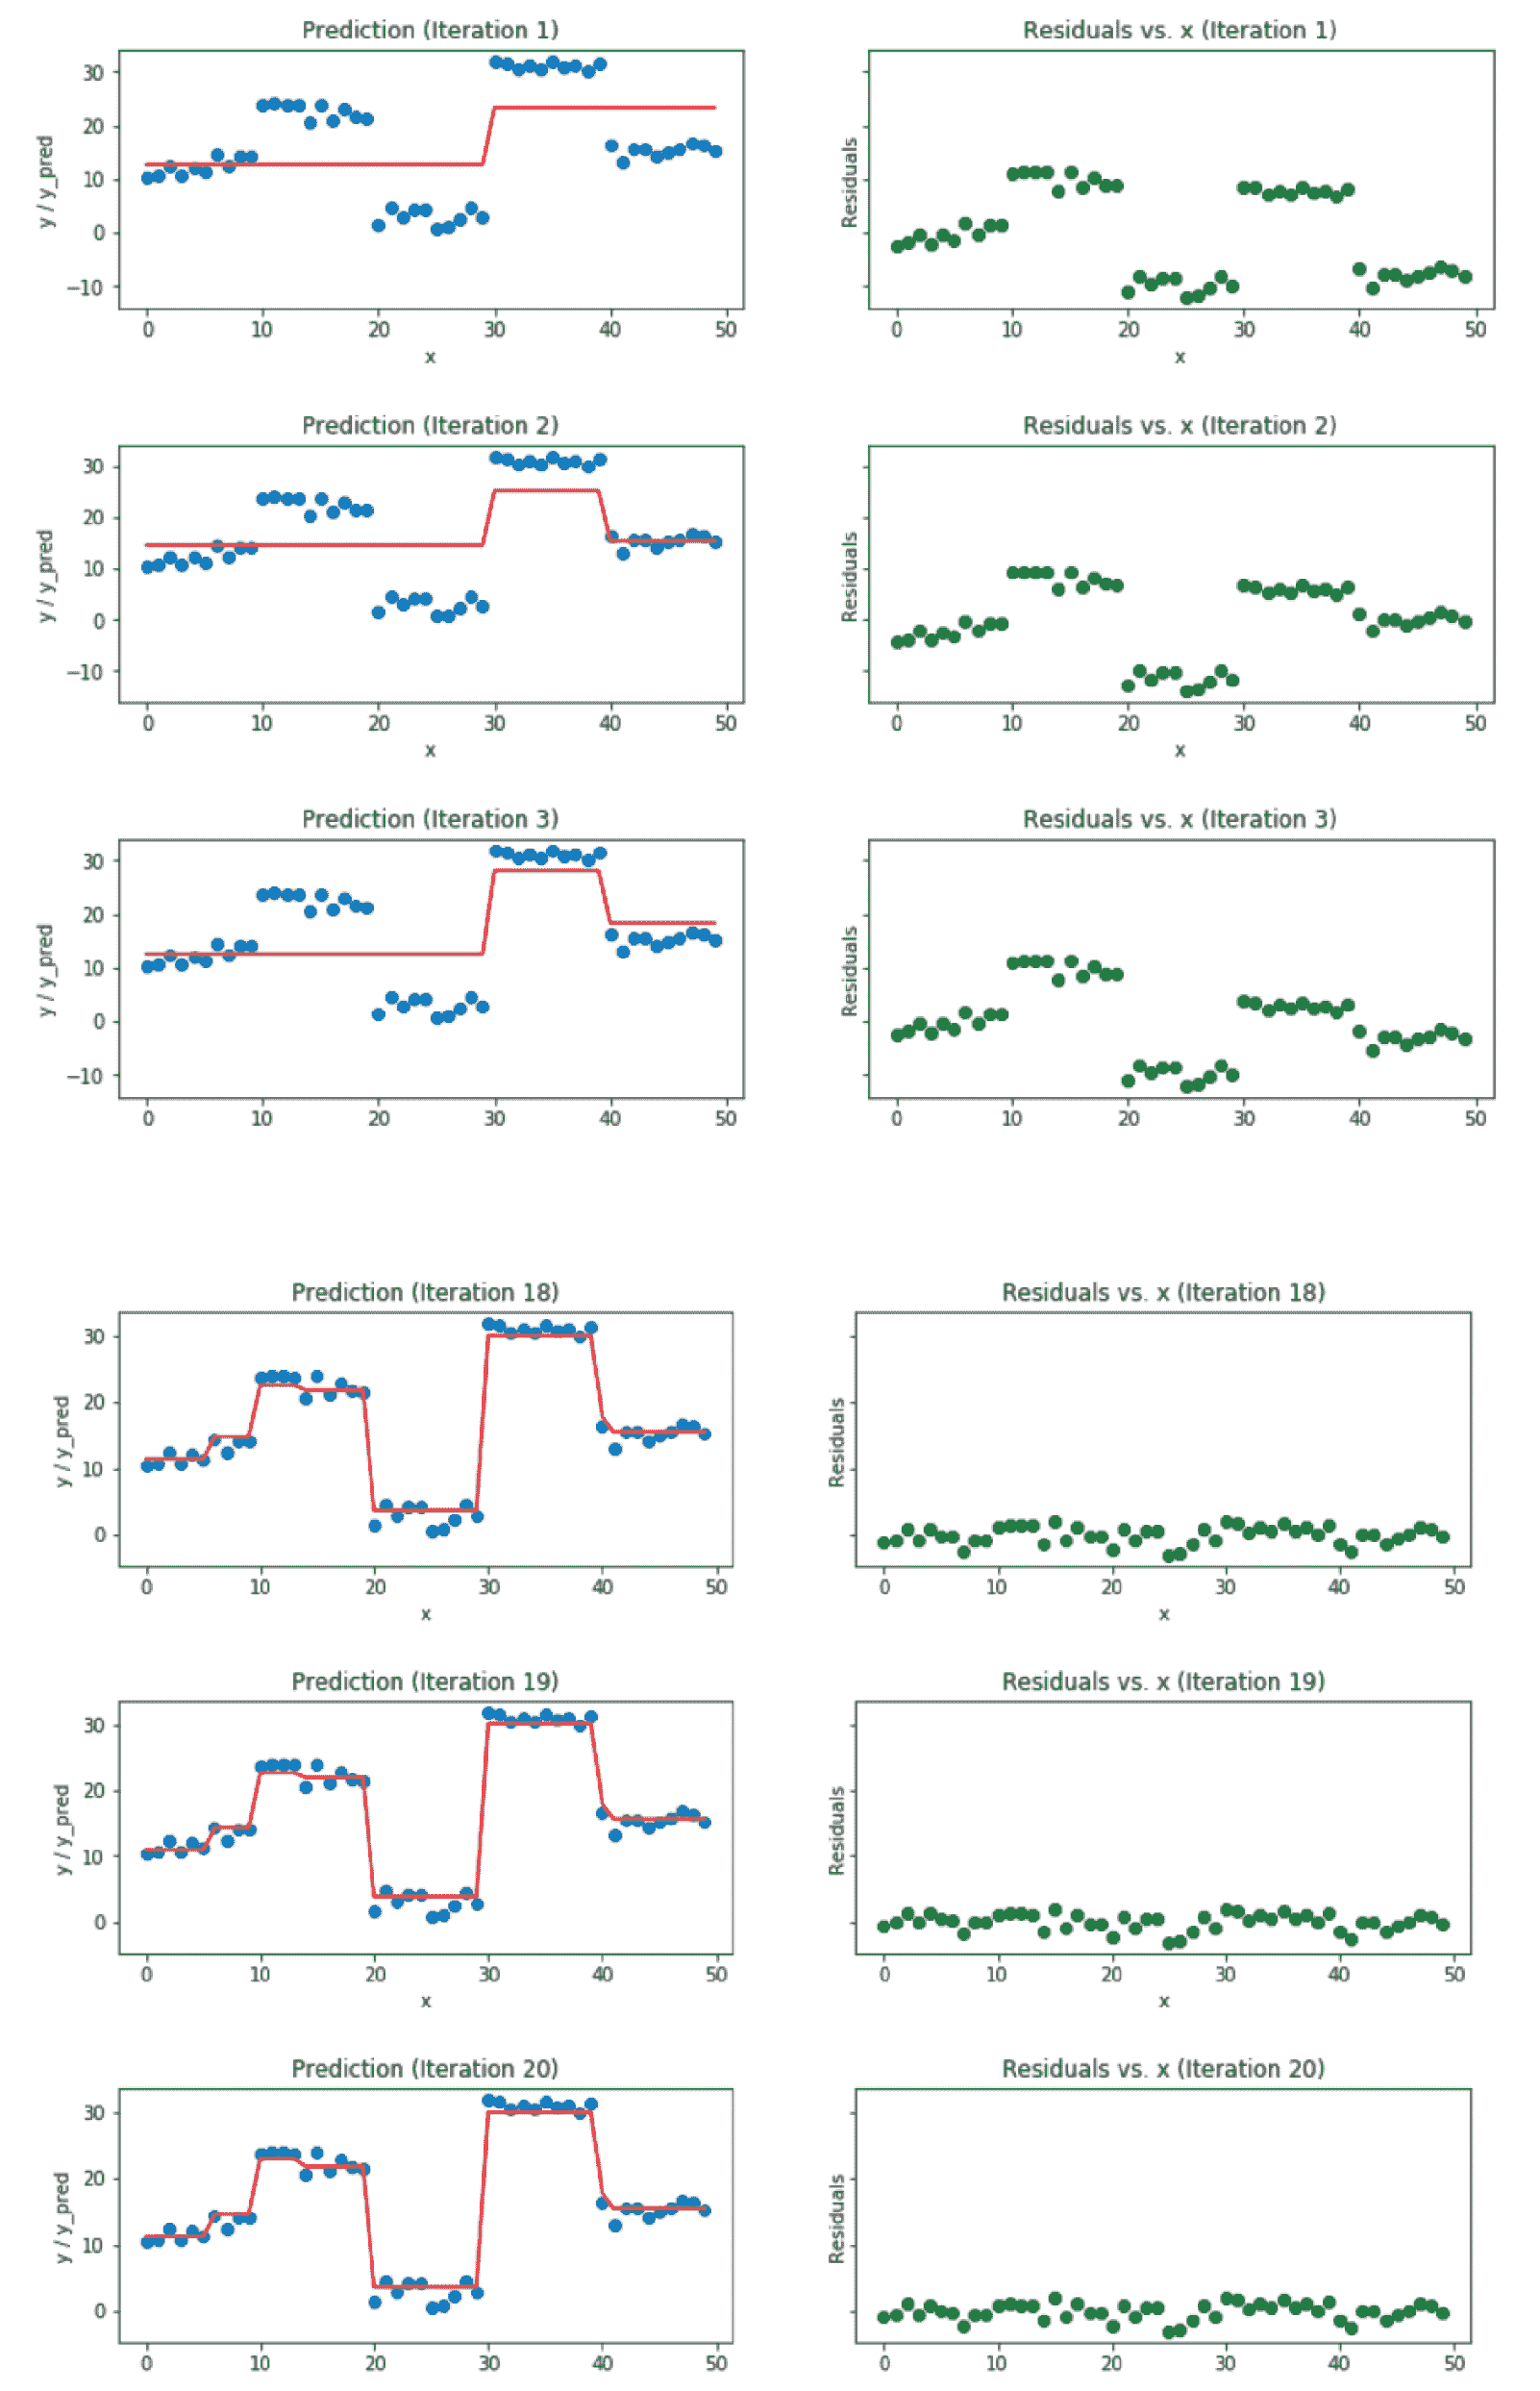 Prediction (Iteration 1)
Residuals vs. x (Iteration 1)
y / y_pred
30
20
10
0
−10
0 10 20 30 40 50
x
Residuals
0 10 20 30 40 50
x
Prediction (Iteration 2)
Residuals vs. x (Iteration 2)
y / y_pred
30
20
10
0
−10
0 10 20 30 40 50
x
Residuals
0 10 20 30 40 50
x
Prediction (Iteration 3)
Residuals vs. x (Iteration 3)
y / y_pred
30
20
10
0
−10
0 10 20 30 40 50
Residuals
0 10 20 30 40 50
Prediction (Iteration 18)
Residuals vs. x (Iteration 18)
y / y_pred
30
20
10
0
0 10 20 30 40 50
x
Residuals
0 10 20 30 40 50
x
Prediction (Iteration 19)
Residuals vs. x (Iteration 19)
y / y_pred
30
20
10
0
0 10 20 30 40 50
x
Residuals
0 10 20 30 40 50
x
Prediction (Iteration 20)
Residuals vs. x (Iteration 20)
y / y_pred
30
20
10
0
0 10 20 30 40 50
Residuals
0 10 20 30 40 50